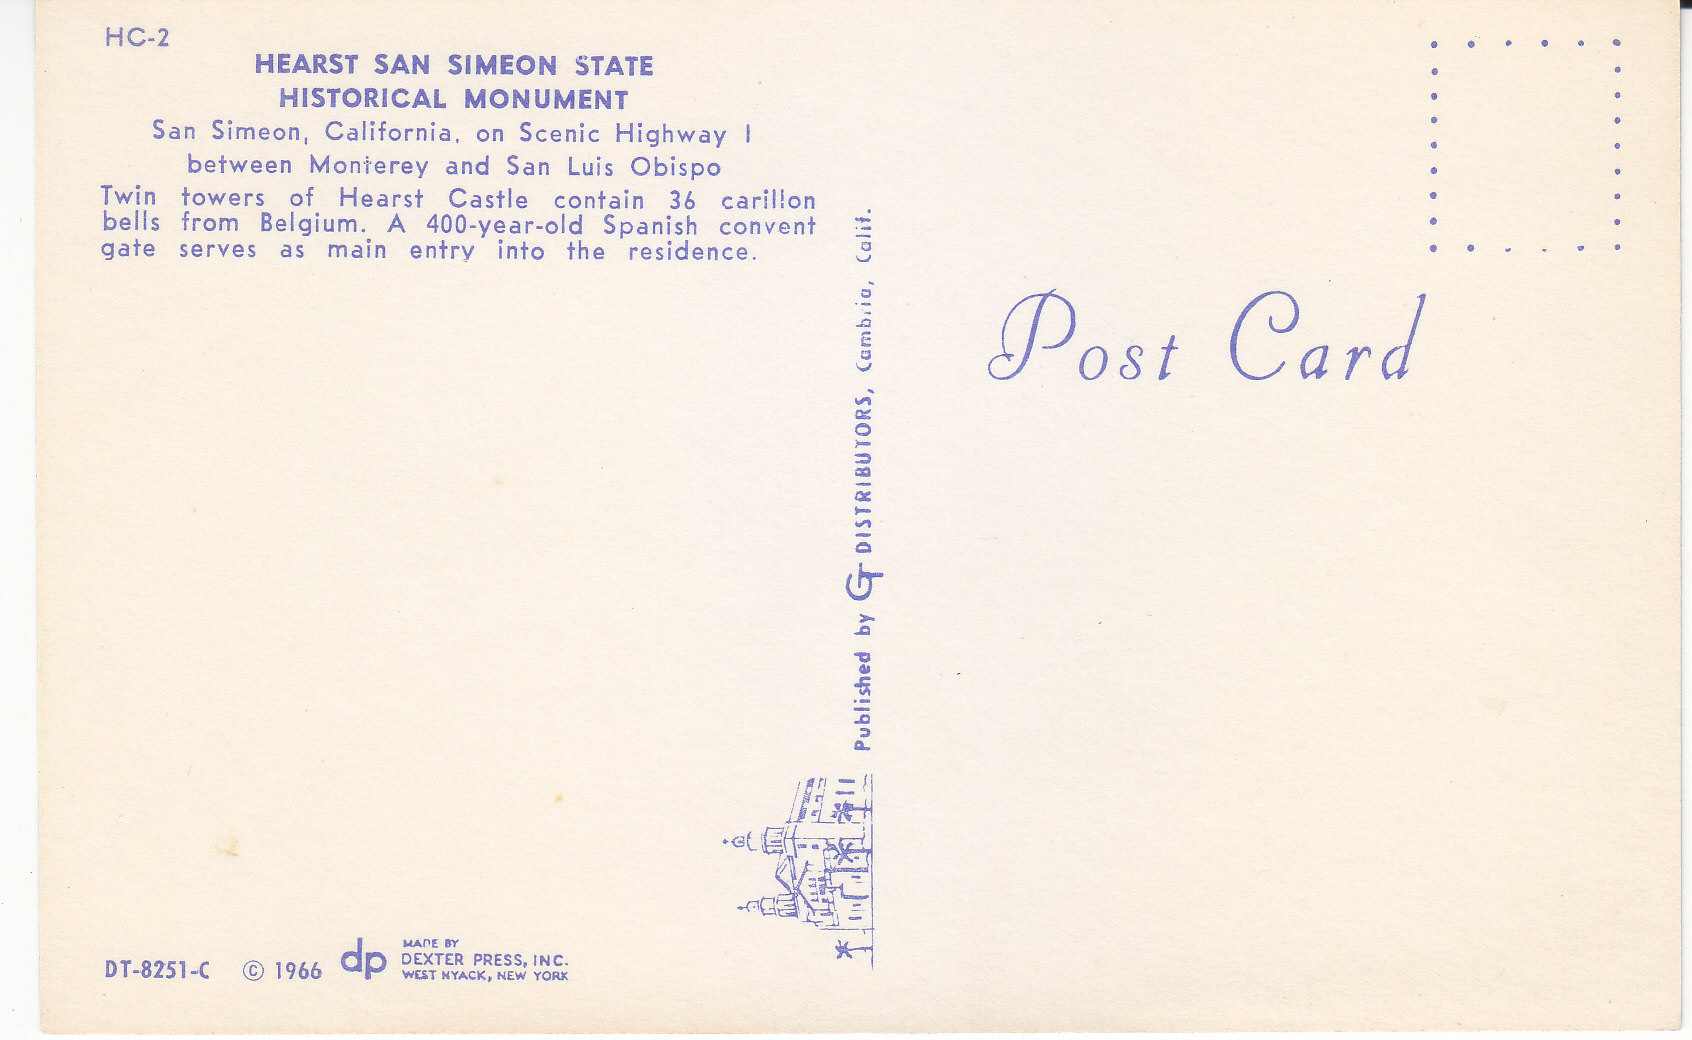 HC-2
HEARST SAN SIMEON STATE
HISTORICAL MONUMENT
San Simeon, California, on Scenic Highway 1
between Monterey and San Luis Obispo
Twin towers of Hearst Castle contain 36 carillon
bells from Belgium. A 400-year-old Spanish convent
gate serves as main entry into the residence.
Published by GT DISTRIBUTORS, Cambria, Calif.
Post Card
DT-8251-C © 1966
dp
MADE BY
DEXTER PRESS, INC.
WEST NYACK, NEW YORK